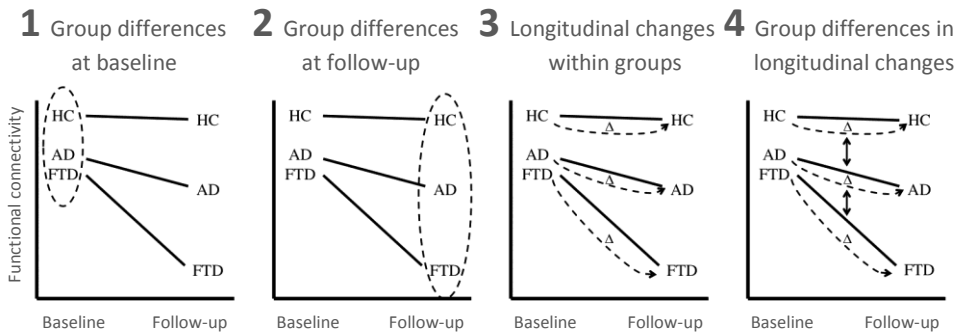 1 Group differences
at baseline
2 Group differences
at follow-up
3 Longitudinal changes
within groups
4 Group differences in
longitudinal changes
Functional connectivity
HC
HC
AD
FTD
AD
FTD
Baseline Follow-up
HC
HC
AD
FTD
AD
FTD
Baseline Follow-up
HC
HC
Δ
AD
FTD
Δ
AD
Δ
FTD
Baseline Follow-up
HC
HC
Δ
AD
FTD
Δ
AD
Δ
FTD
Baseline Follow-up